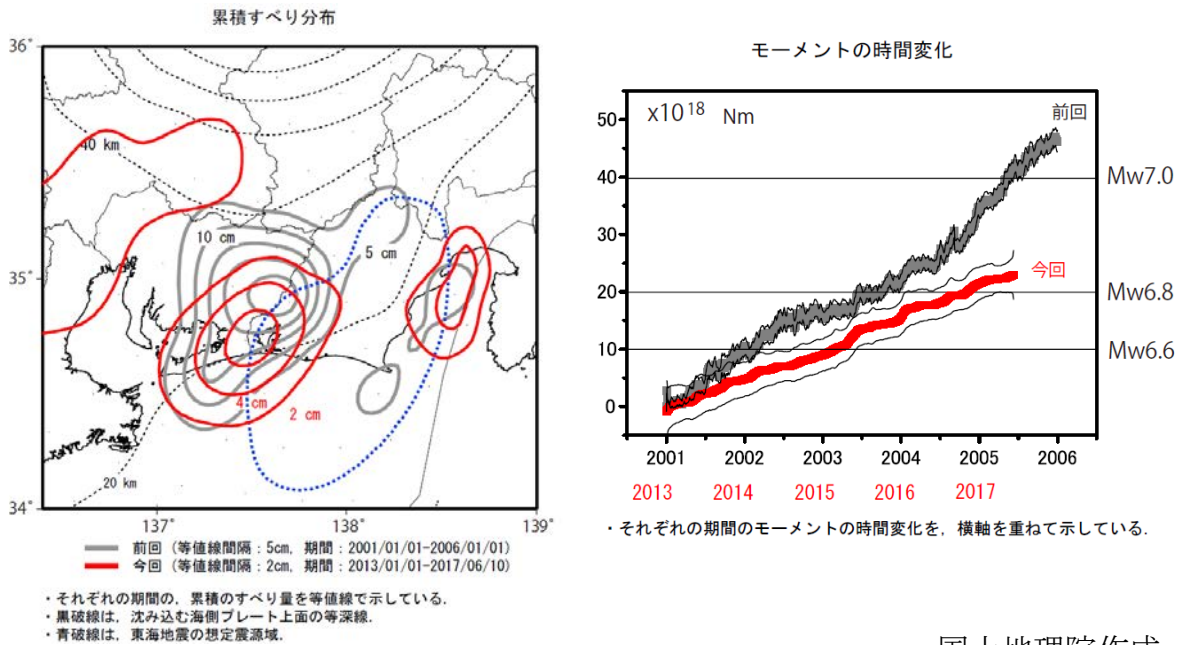 累積すべり分布
36°
35°
34°
137°
138°
139°
40 km
10 cm
5 cm
4 cm
2 cm
20 km
前回 (等値線間隔：5cm, 期間：2001/01/01-2006/01/01)
今回 (等値線間隔：2cm, 期間：2013/01/01-2017/06/10)
・それぞれの期間の，累積のすべり量を等値線で示している．
・黒破線は，沈み込む海側プレート上面の等深線．
・青破線は，東海地震の想定震源域．
モーメントの時間変化
x10¹⁸ Nm
前回
今回
50
40
30
20
10
0
Mw7.0
Mw6.8
Mw6.6
2001 2002 2003 2004 2005 2006
2013 2014 2015 2016 2017
・それぞれの期間のモーメントの時間変化を，横軸を重ねて示している．
国土地理院作成